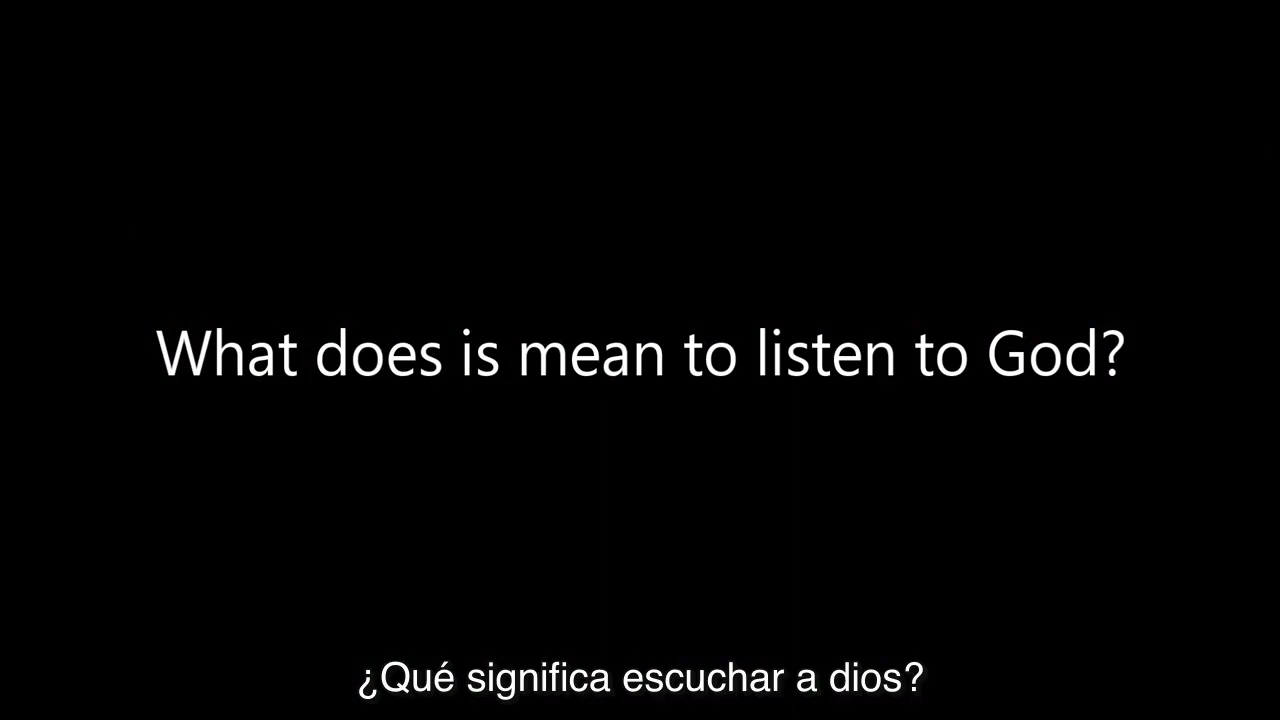 What does is mean to listen to God?
¿Qué significa escuchar a dios?